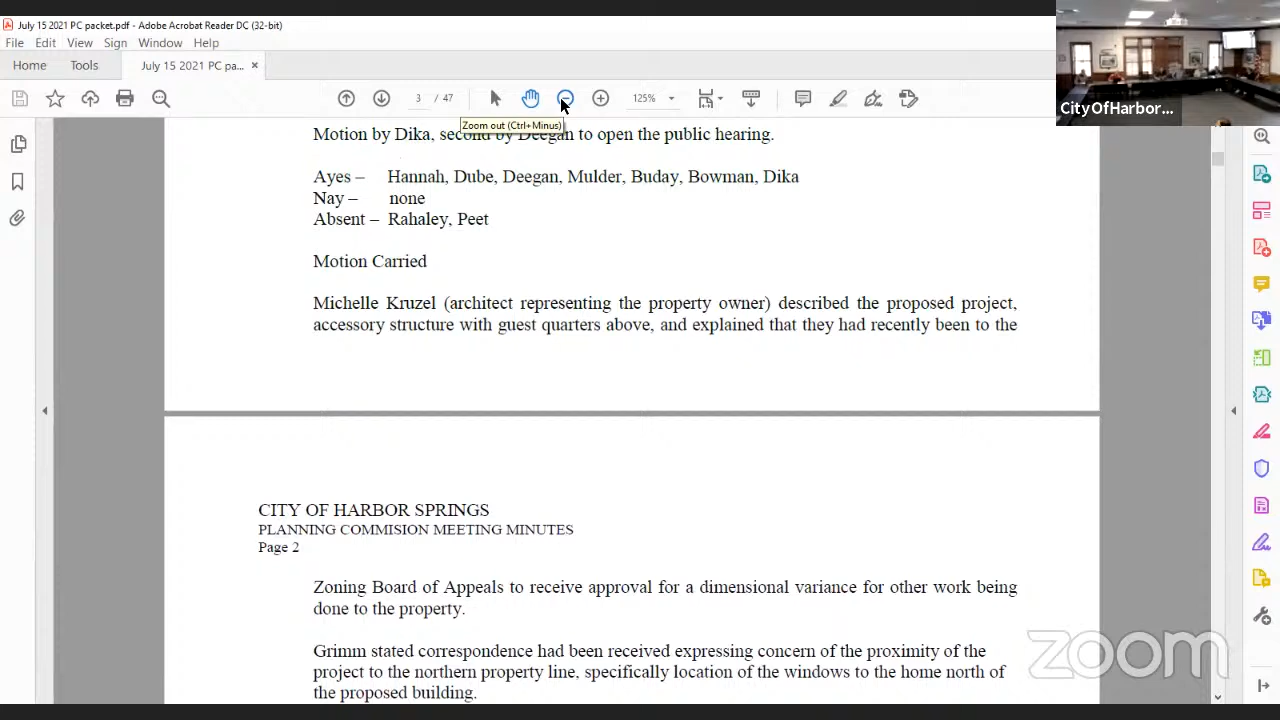 July 15 2021 PC packet.pdf - Adobe Acrobat Reader DC (32-bit)
File Edit View Sign Window Help
Home Tools July 15 2021 PC pa... ×
3 / 47 125%
Zoom out (Ctrl+Minus)
CityOfHarbor...
Motion by Dika, second by Deegan to open the public hearing.
Ayes – Hannah, Dube, Deegan, Mulder, Buday, Bowman, Dika
Nay – none
Absent – Rahaley, Peet
Motion Carried
Michelle Kruzel (architect representing the property owner) described the proposed project,
accessory structure with guest quarters above, and explained that they had recently been to the
CITY OF HARBOR SPRINGS
PLANNING COMMISION MEETING MINUTES
Page 2
Zoning Board of Appeals to receive approval for a dimensional variance for other work being
done to the property.
Grimm stated correspondence had been received expressing concern of the proximity of the
project to the northern property line, specifically location of the windows to the home north of
the proposed building.
zoom